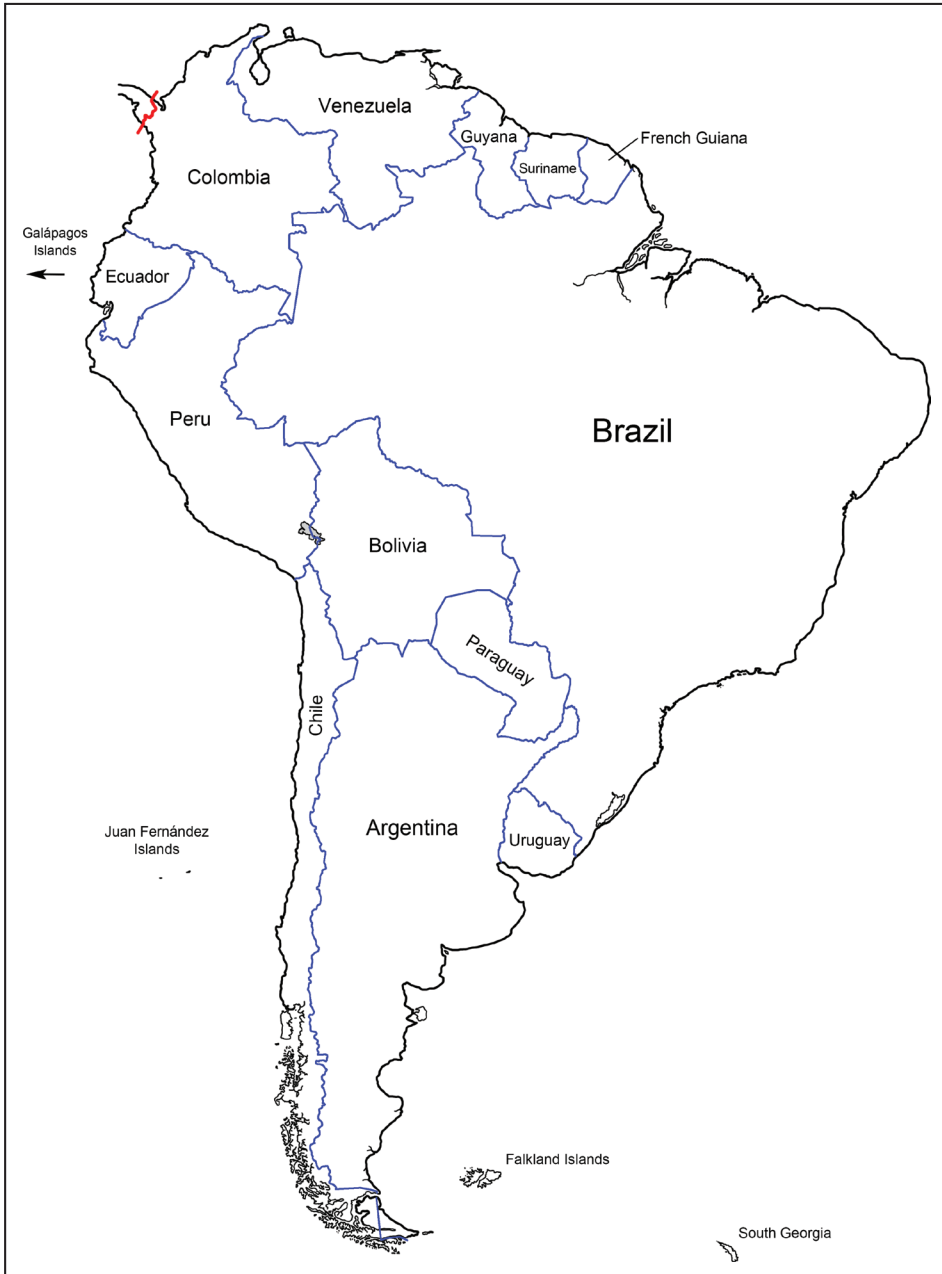 Venezuela
Guyana
French Guiana
Suriname
Colombia
Galápagos
Islands
Ecuador
Peru
Brazil
Bolivia
Paraguay
Chile
Argentina
Juan Fernández
Islands
Uruguay
Falkland Islands
South Georgia